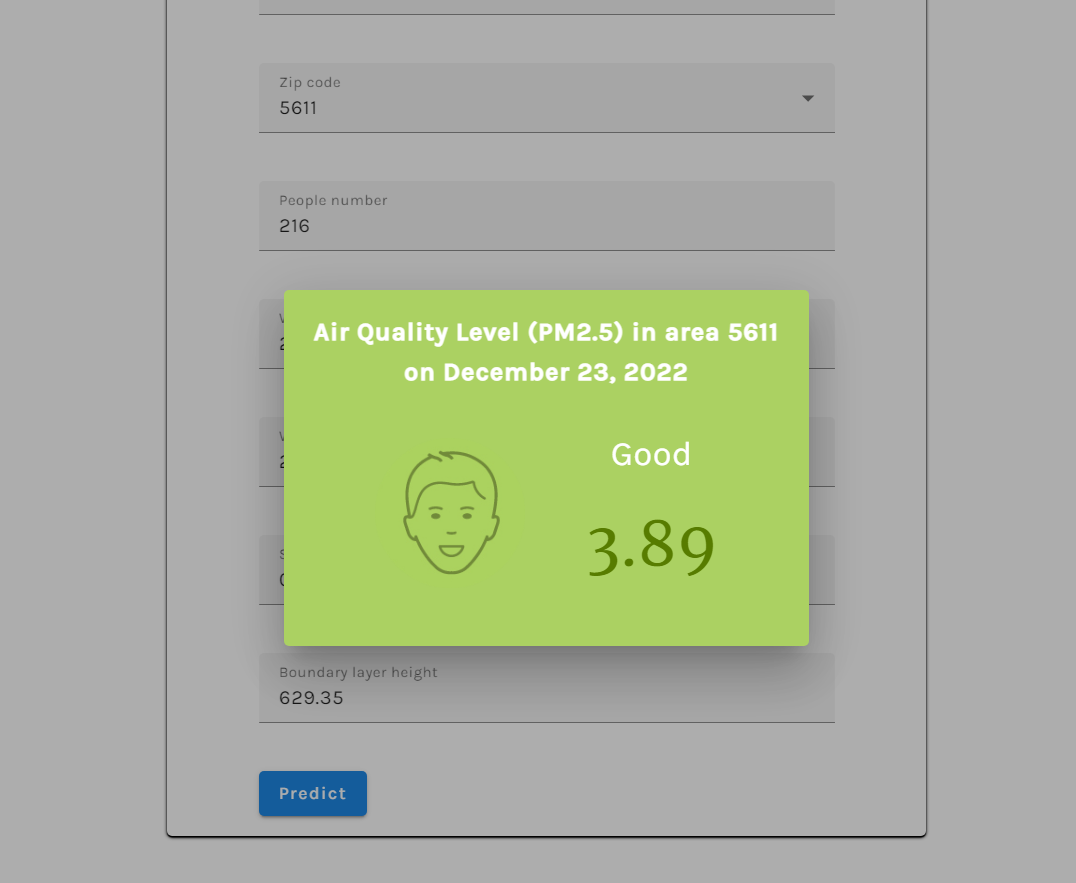 Zip code
5611
People number
216
Air Quality Level (PM2.5) in area 5611
on December 23, 2022
Good
3.89
Boundary layer height
629.35
Predict